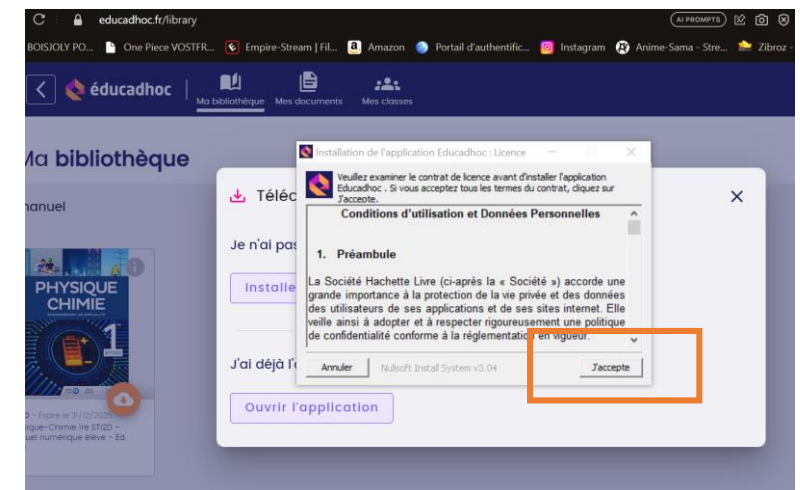 educadhoc.fr/library
AI PROMPTS
BOISJOLY PO... One Piece VOSTFR... Empire-Stream | Fil... Amazon Portail d'authentific... Instagram Anime-Sama - Stre... Zibroz -
éducadhoc
Ma bibliothèque Mes documents Mes classes
Ma bibliothèque
manuel
PHYSIQUE
CHIMIE
1
- Expire le 31/12/202
ique-Chimie 1re STI2D -
uel numérique élève - Éd.
Téléc
Je n'ai pas
Installe
J'ai déjà l'
Ouvrir l'application
Installation de l'application Educadhoc : Licence
Veuillez examiner le contrat de licence avant d'installer l'application
Educadhoc . Si vous acceptez tous les termes du contrat, cliquez sur
J'accepte.
Conditions d'utilisation et Données Personnelles
1. Préambule
La Société Hachette Livre (ci-après la « Société ») accorde une
grande importance à la protection de la vie privée et des données
des utilisateurs de ses applications et de ses sites internet. Elle
veille ainsi à adopter et à respecter rigoureusement une politique
de confidentialité conforme à la réglementation en vigueur.
Annuler Nullsoft Install System v3.04 J'accepte